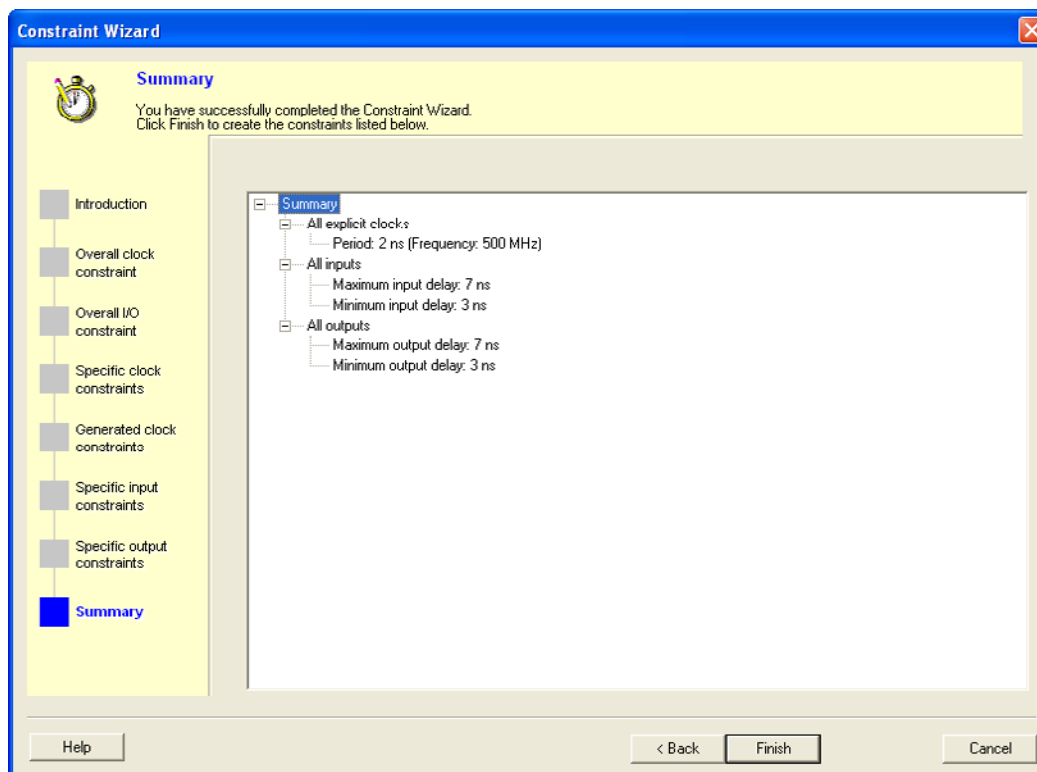 Constraint Wizard
Summary
You have successfully completed the Constraint Wizard.
Click Finish to create the constraints listed below.
Introduction
Overall clock
constraint
Overall I/O
constraint
Specific clock
constraints
Generated clock
constraints
Specific input
constraints
Specific output
constraints
Summary
Summary
All explicit clocks
Period: 2 ns (Frequency: 500 MHz)
All inputs
Maximum input delay: 7 ns
Minimum input delay: 3 ns
All outputs
Maximum output delay: 7 ns
Minimum output delay: 3 ns
Help
< Back
Finish
Cancel